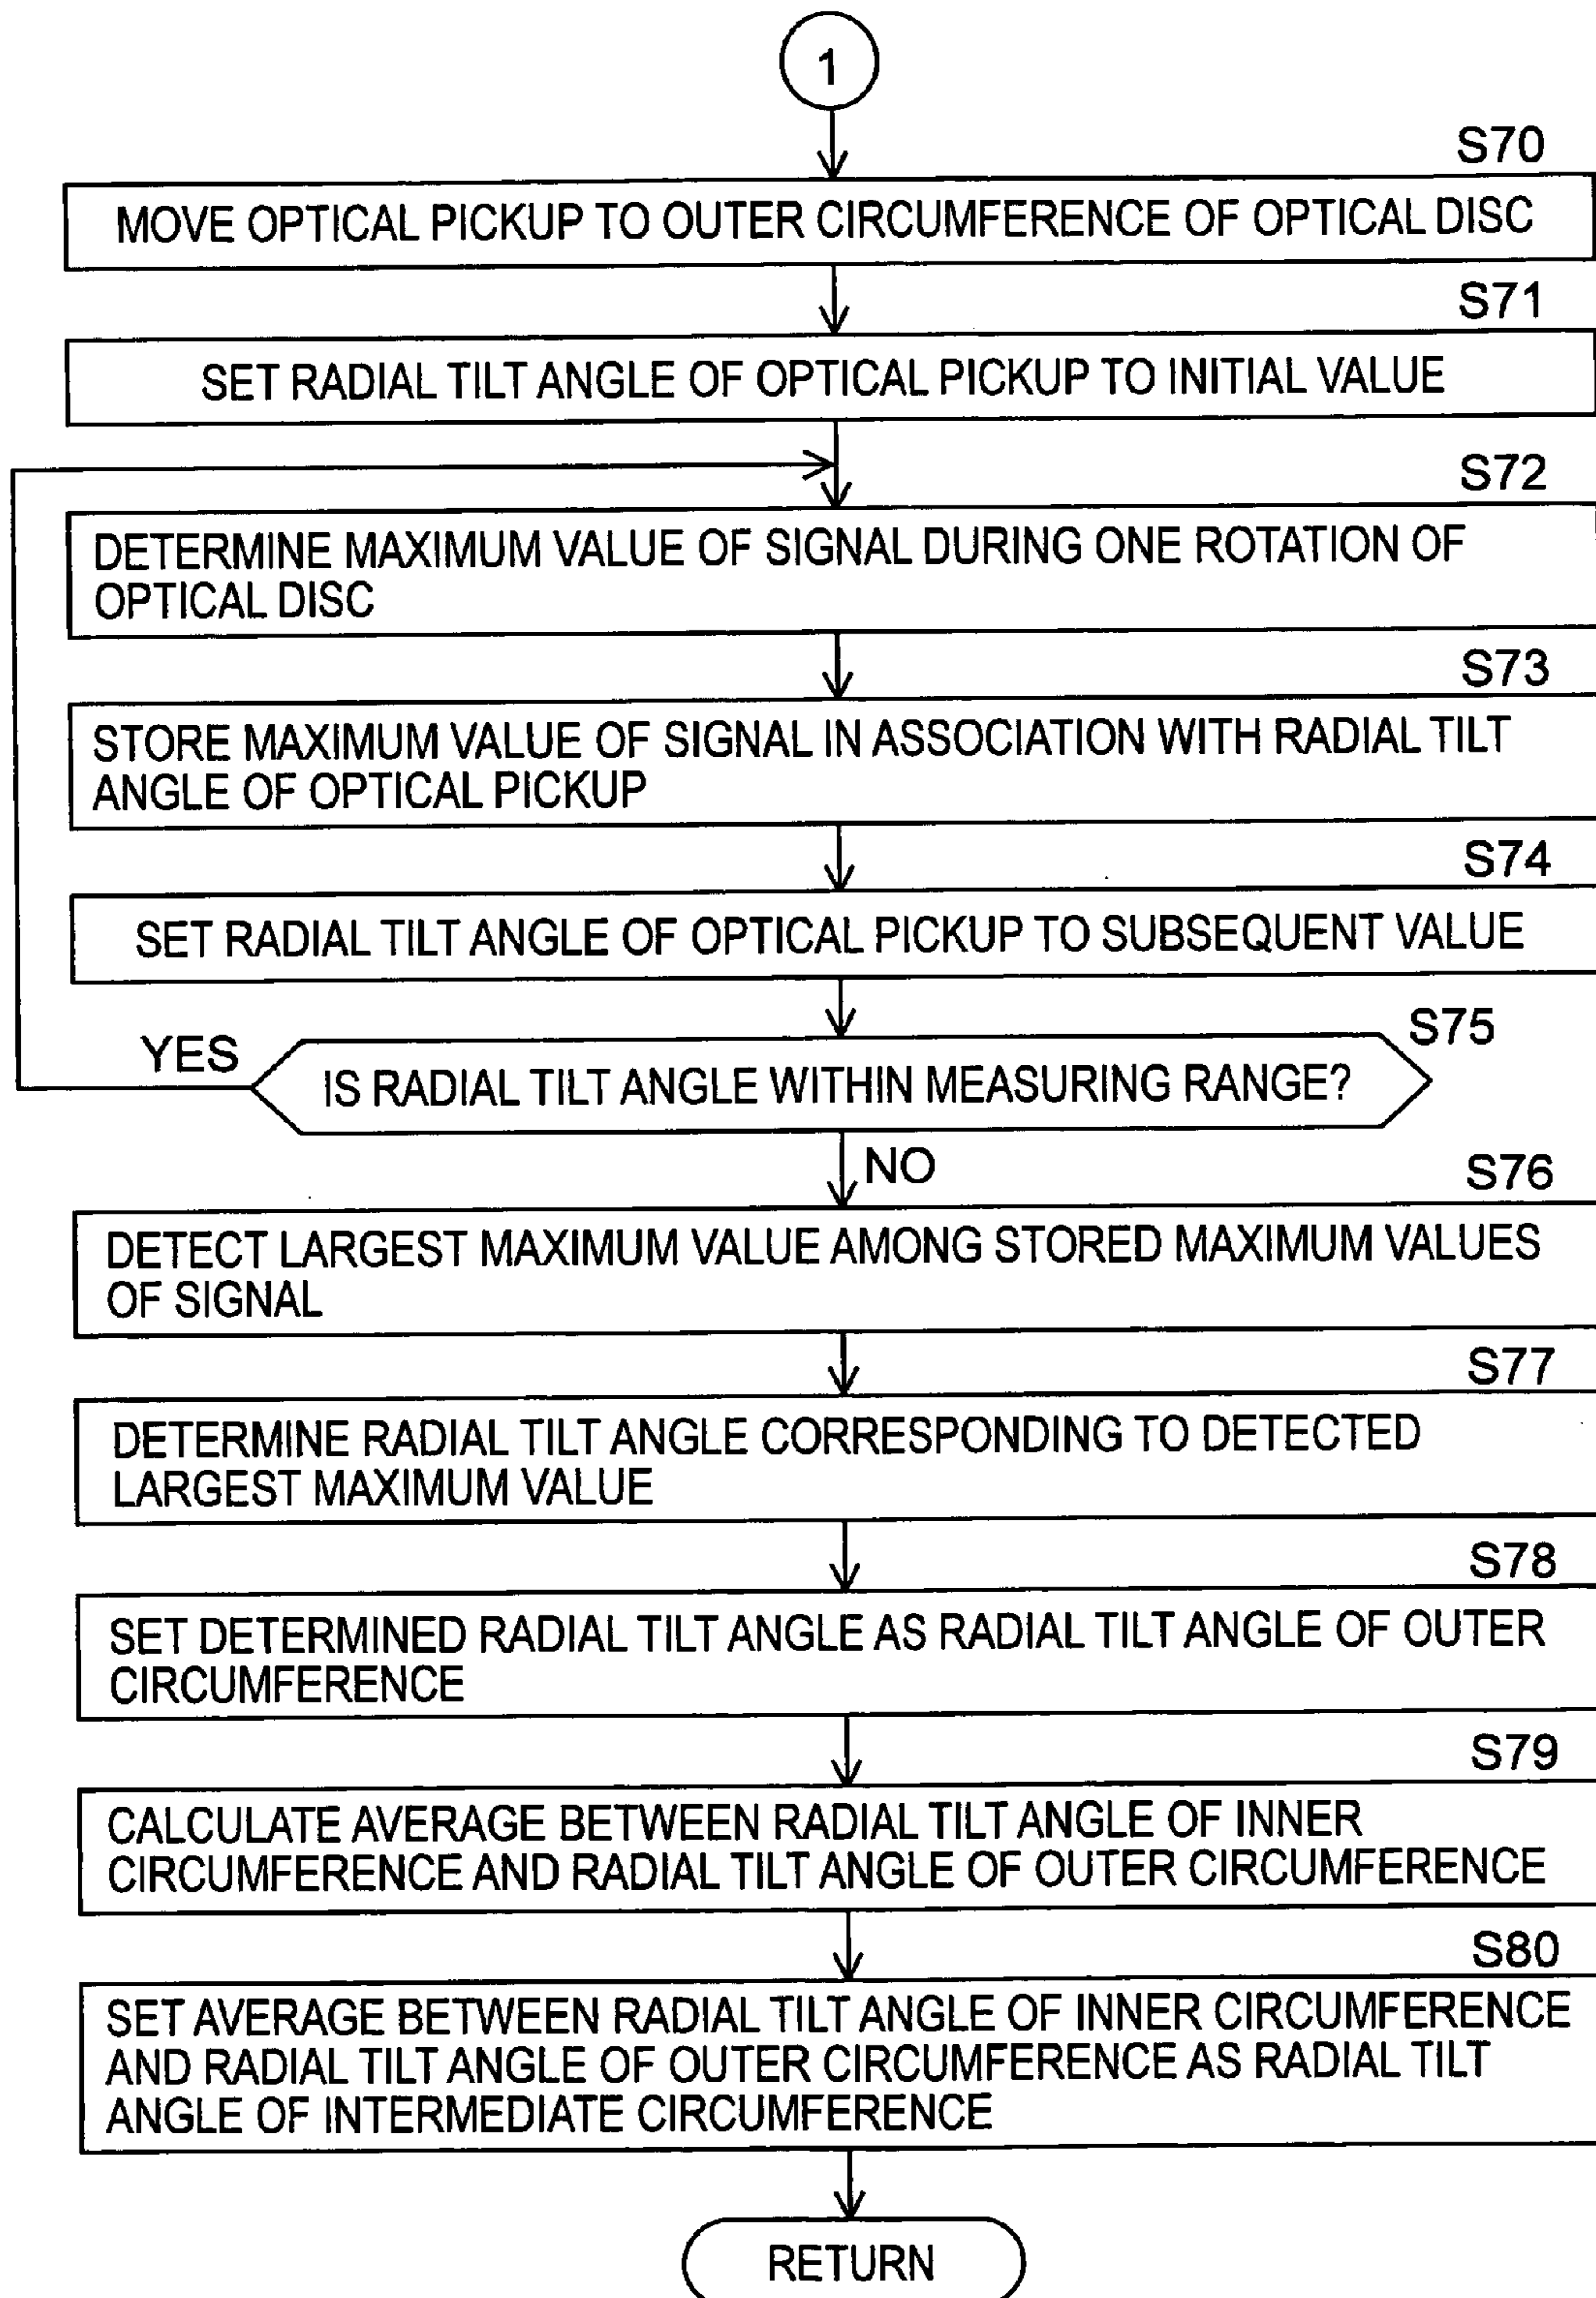 1
S70
MOVE OPTICAL PICKUP TO OUTER CIRCUMFERENCE OF OPTICAL DISC
S71
SET RADIAL TILT ANGLE OF OPTICAL PICKUP TO INITIAL VALUE
S72
DETERMINE MAXIMUM VALUE OF SIGNAL DURING ONE ROTATION OF
OPTICAL DISC
S73
STORE MAXIMUM VALUE OF SIGNAL IN ASSOCIATION WITH RADIAL TILT
ANGLE OF OPTICAL PICKUP
S74
SET RADIAL TILT ANGLE OF OPTICAL PICKUP TO SUBSEQUENT VALUE
S75
YES
IS RADIAL TILT ANGLE WITHIN MEASURING RANGE?
NO
S76
DETECT LARGEST MAXIMUM VALUE AMONG STORED MAXIMUM VALUES
OF SIGNAL
S77
DETERMINE RADIAL TILT ANGLE CORRESPONDING TO DETECTED
LARGEST MAXIMUM VALUE
S78
SET DETERMINED RADIAL TILT ANGLE AS RADIAL TILT ANGLE OF OUTER
CIRCUMFERENCE
S79
CALCULATE AVERAGE BETWEEN RADIAL TILT ANGLE OF INNER
CIRCUMFERENCE AND RADIAL TILT ANGLE OF OUTER CIRCUMFERENCE
S80
SET AVERAGE BETWEEN RADIAL TILT ANGLE OF INNER CIRCUMFERENCE
AND RADIAL TILT ANGLE OF OUTER CIRCUMFERENCE AS RADIAL TILT
ANGLE OF INTERMEDIATE CIRCUMFERENCE
RETURN